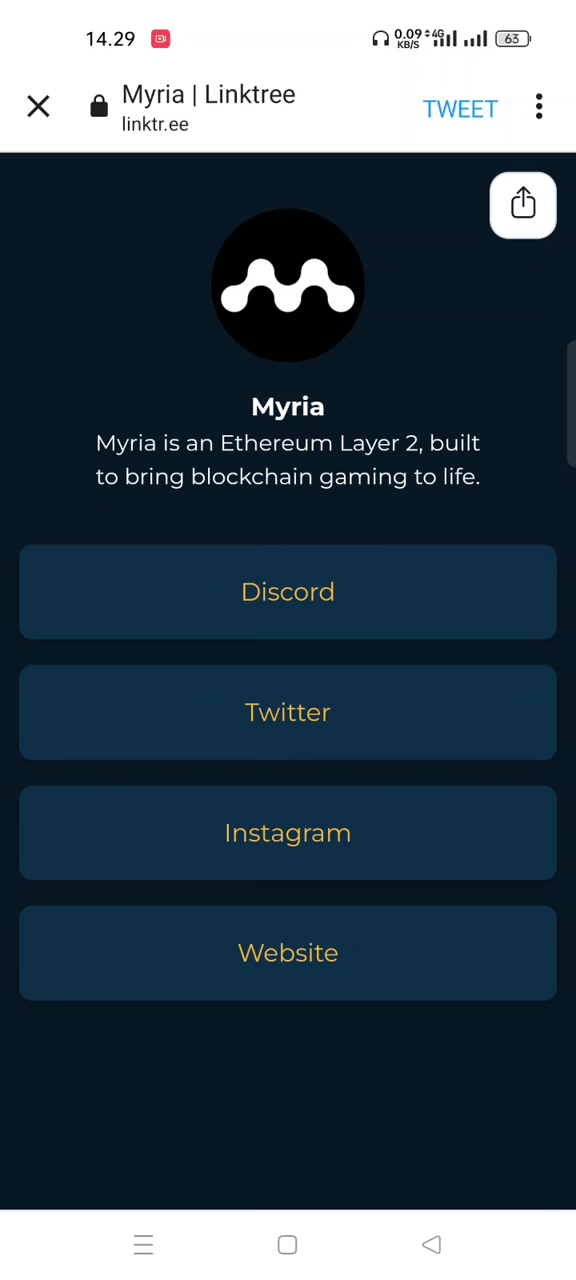 14.29
0.09 KB/S
4G
63
Myria | Linktree
linktr.ee
TWEET
Myria
Myria is an Ethereum Layer 2, built
to bring blockchain gaming to life.
Discord
Twitter
Instagram
Website